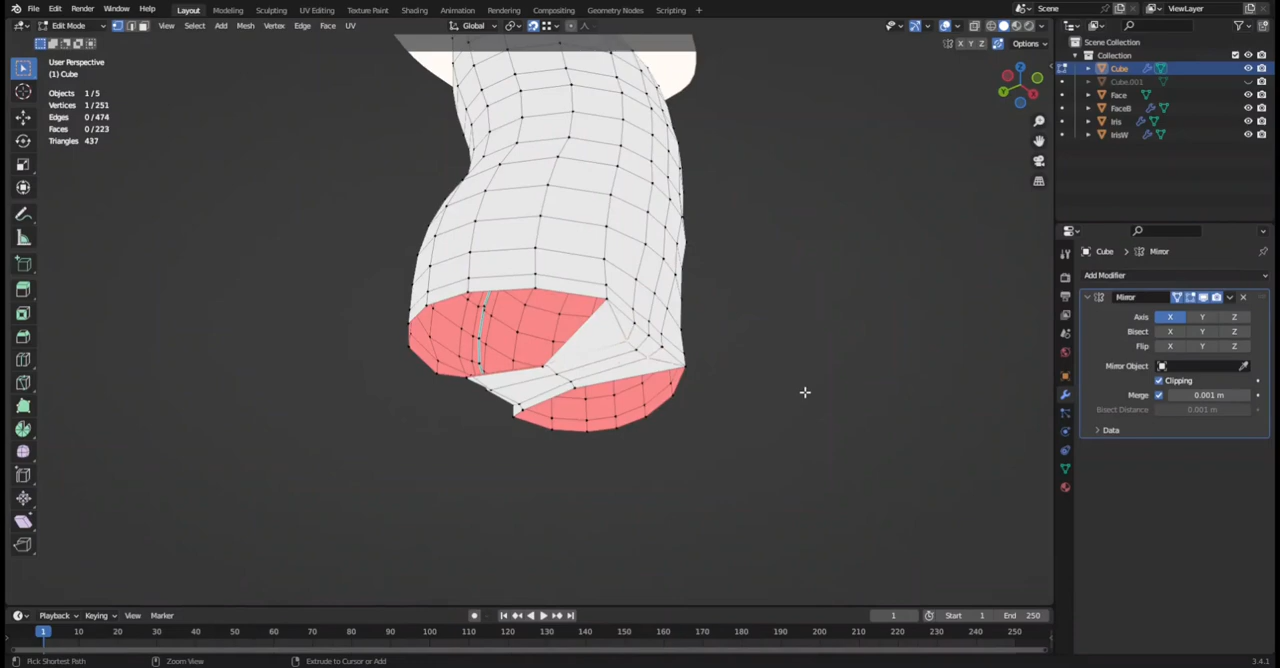 File Edit Render Window Help Layout Modeling Sculpting UV Editing Texture Paint Shading Animation Rendering Compositing Geometry Nodes Scripting + Scene ViewLayer
Edit Mode View Select Add Mesh Vertex Edge Face UV Global
X Y Z Options
User Perspective
(1) Cube
Objects 1/5
Vertices 1/251
Edges 0/474
Faces 0/223
Triangles 437
Z
Y
X
Scene Collection
Collection
Cube
Cube.001
Face
FaceB
Iris
IrisW
Cube > Mirror
Add Modifier
Mirror
Axis X Y Z
Bisect X Y Z
Flip X Y Z
Mirror Object
Clipping
Merge 0.001 m
Bisect Distance 0.001 m
Data
Playback Keying View Marker 1 Start 1 End 250
1 10 20 30 40 50 60 70 80 90 100 110 120 130 140 150 160 170 180 190 200 210 220 230 240 250
Pick Shortest Path Zoom View Extrude to Cursor or Add 3.4.1